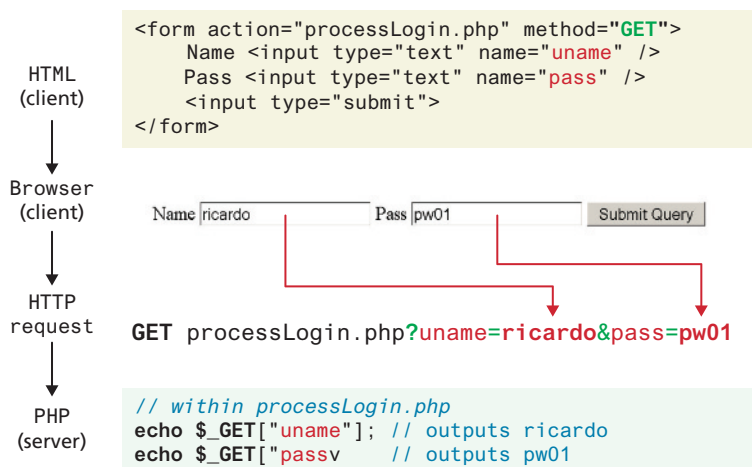 <form action="processLogin.php" method="GET">
Name <input type="text" name="uname" />
Pass <input type="text" name="pass" />
<input type="submit">
</form>
HTML
(client)
Browser
(client)
Name ricardo Pass pw01 Submit Query
HTTP
request
GET processLogin.php?uname=ricardo&pass=pw01
PHP
(server)
// within processLogin.php
echo $_GET["uname"]; // outputs ricardo
echo $_GET["passv // outputs pw01